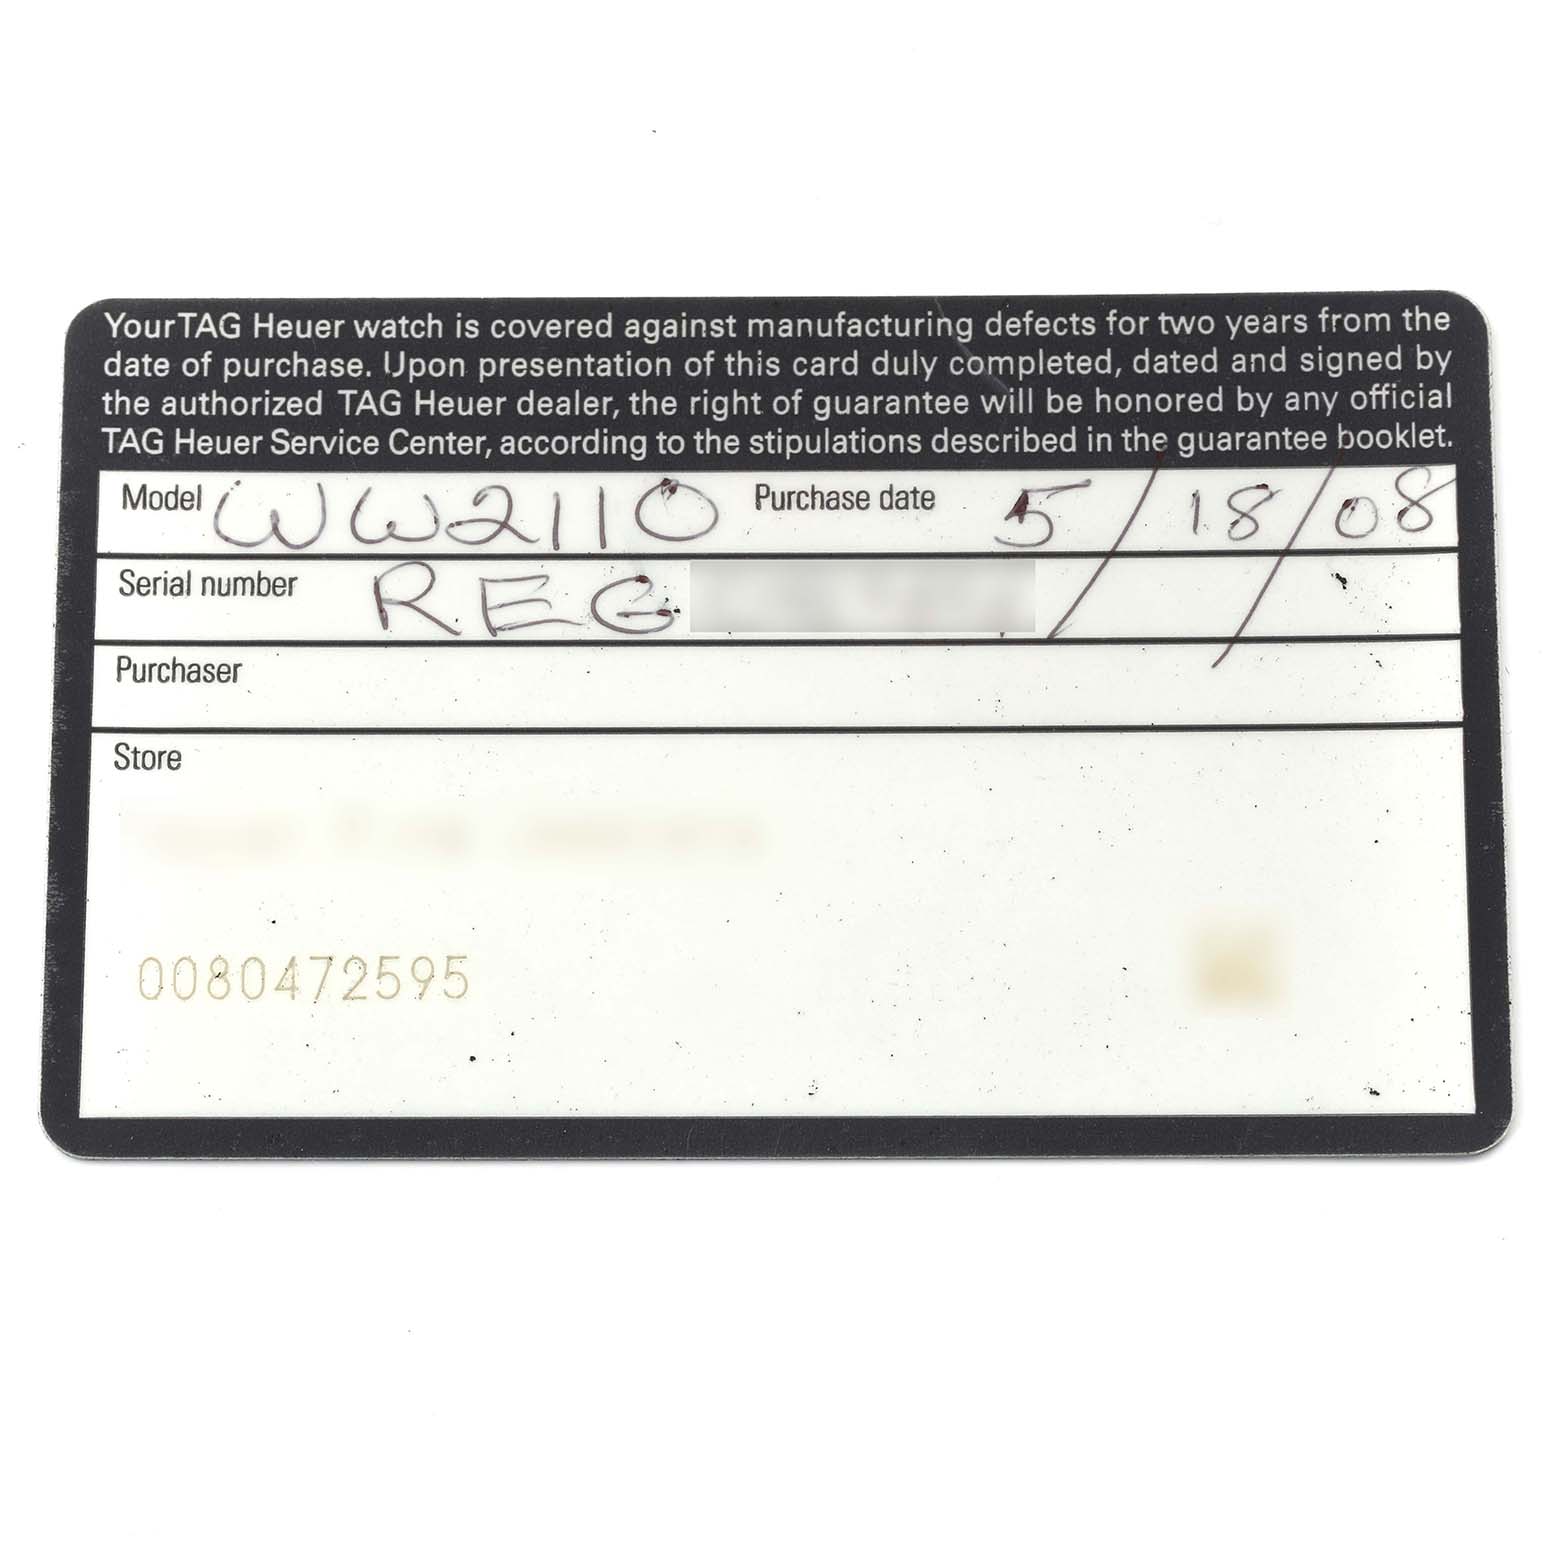 Your TAG Heuer watch is covered against manufacturing defects for two years from the
date of purchase. Upon presentation of this card duly completed, dated and signed by
the authorized TAG Heuer dealer, the right of guarantee will be honored by any official
TAG Heuer Service Center, according to the stipulations described in the guarantee booklet.
Model WW2110 Purchase date 5/18/08
Serial number REG
Purchaser
Store
0080472595